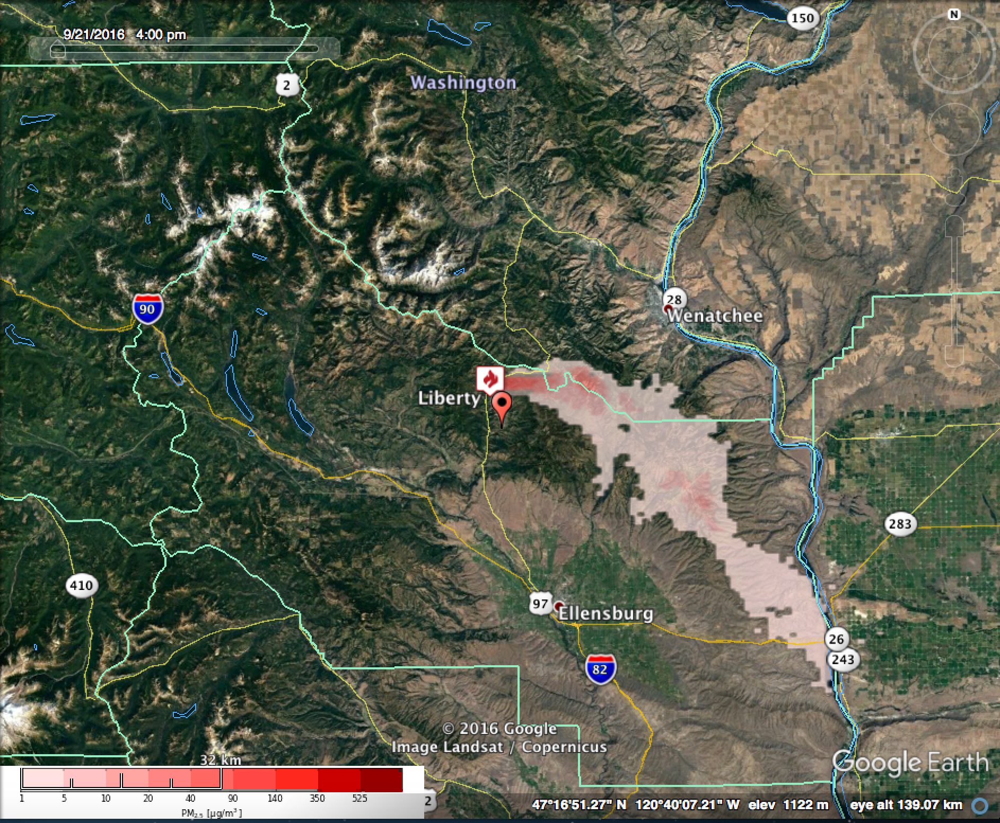 150
N
9/21/2016 4:00 pm
2
Washington
90
28
Wenatchee
Liberty
283
410
97
Ellensburg
26
243
82
© 2016 Google
Image Landsat / Copernicus
32 km
Google Earth
1 5 10 20 40 90 140 350 525
PM2.5 [µg/m³]
2
47°16'51.27" N 120°40'07.21" W elev 1122 m eye alt 139.07 km